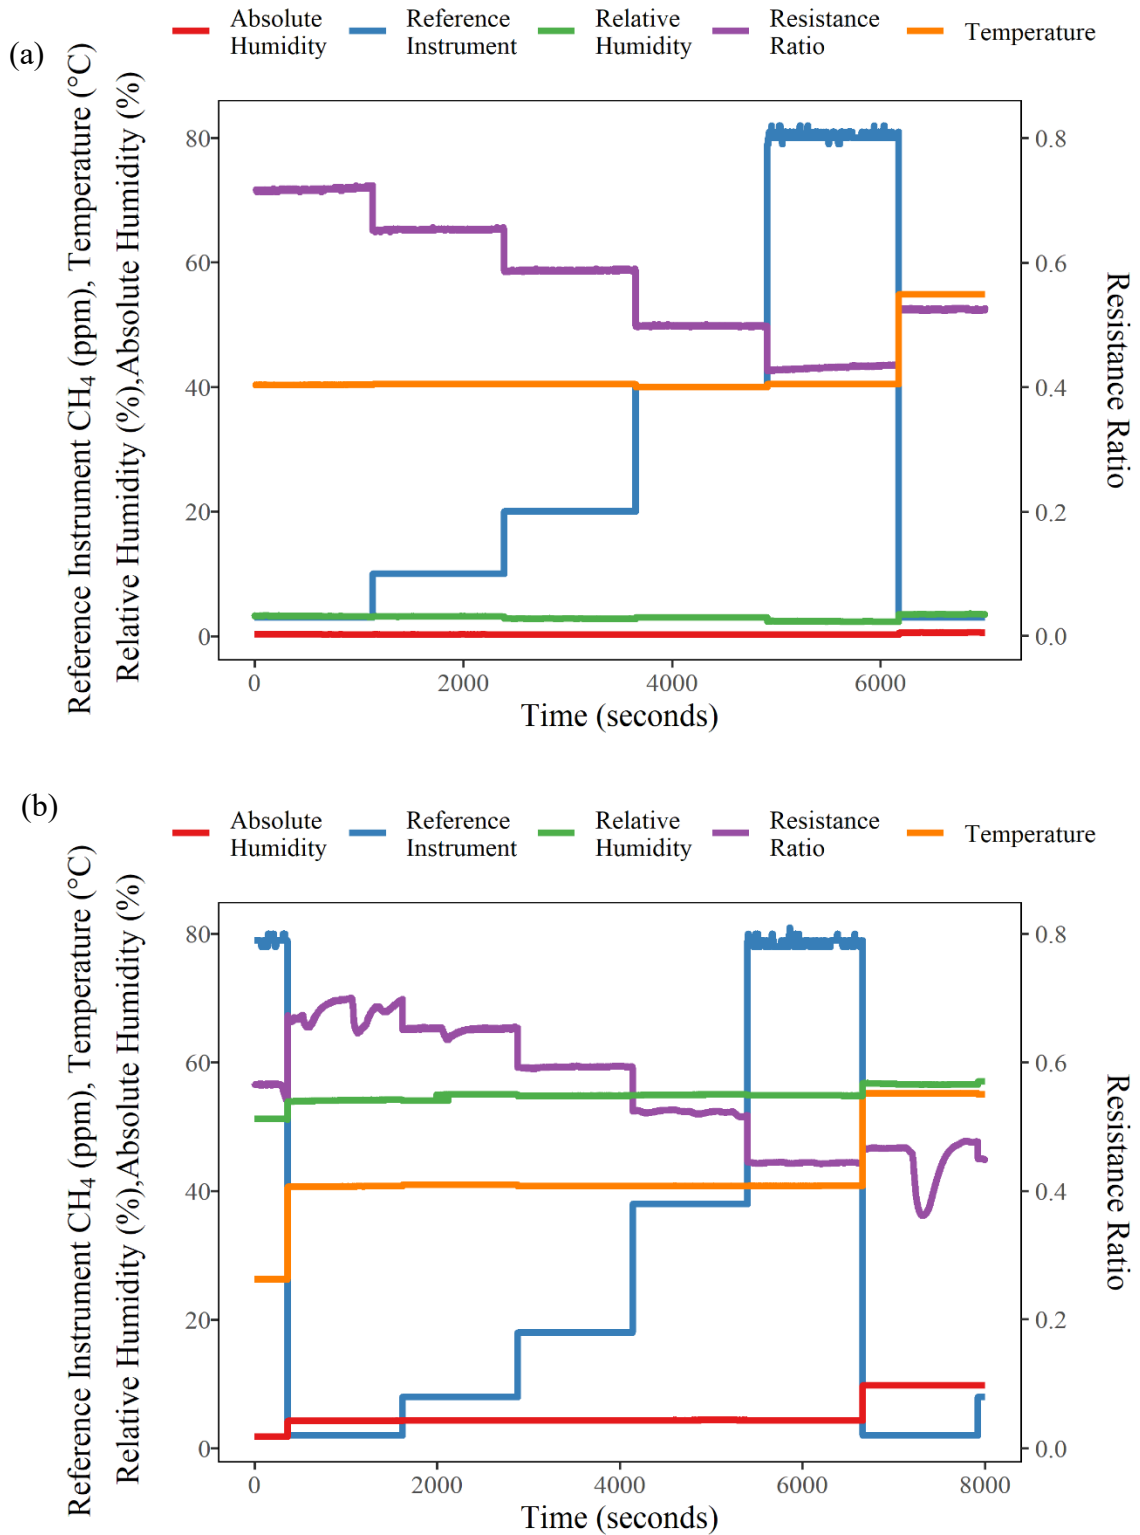 (a)
Absolute Humidity
Reference Instrument
Relative Humidity
Resistance Ratio
Temperature
Reference Instrument CH₄ (ppm), Temperature (°C)
Relative Humidity (%),Absolute Humidity (%)
80
60
40
20
0
0.8
0.6
0.4
0.2
0.0
Resistance Ratio
0
2000
4000
6000
Time (seconds)
(b)
Absolute Humidity
Reference Instrument
Relative Humidity
Resistance Ratio
Temperature
Reference Instrument CH₄ (ppm), Temperature (°C)
Relative Humidity (%),Absolute Humidity (%)
80
60
40
20
0
0.8
0.6
0.4
0.2
0.0
Resistance Ratio
0
2000
4000
6000
8000
Time (seconds)